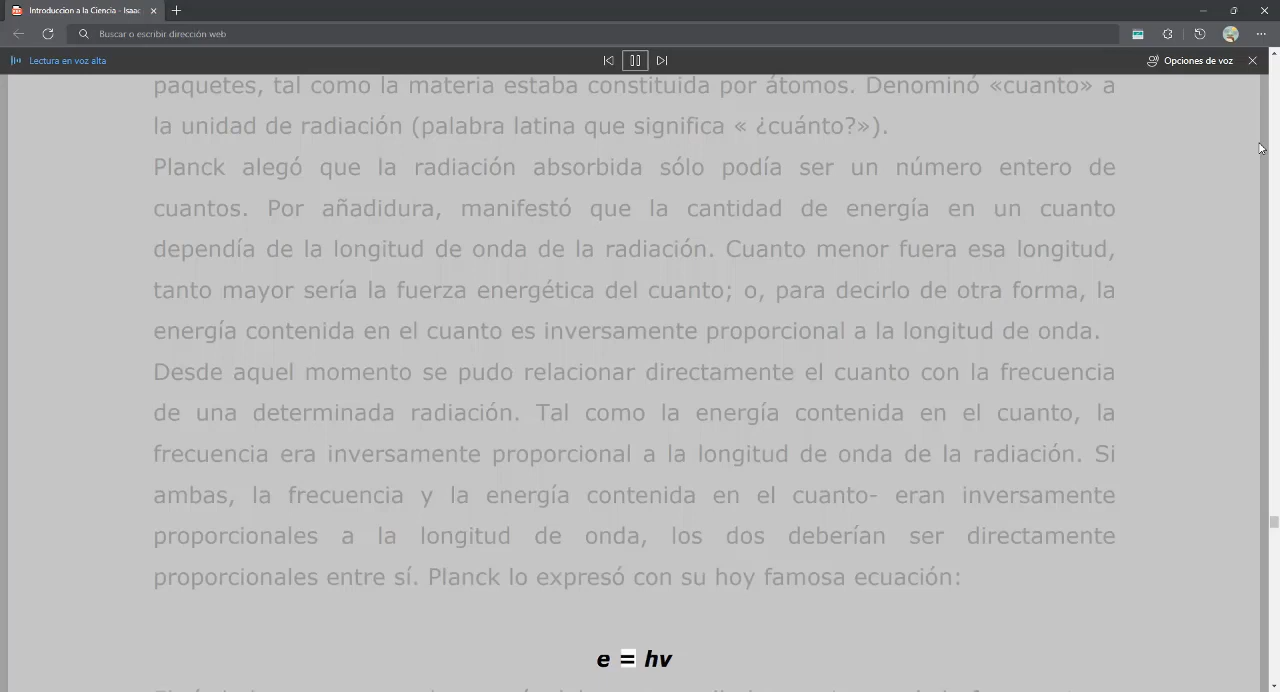 Introduccion a la Ciencia - Isaac
Buscar o escribir dirección web
Lectura en voz alta
Opciones de voz
paquetes, tal como la materia estaba constituida por átomos. Denominó «cuanto» a
la unidad de radiación (palabra latina que significa « ¿cuánto?»).
Planck alegó que la radiación absorbida sólo podía ser un número entero de
cuantos. Por añadidura, manifestó que la cantidad de energía en un cuanto
dependía de la longitud de onda de la radiación. Cuanto menor fuera esa longitud,
tanto mayor sería la fuerza energética del cuanto; o, para decirlo de otra forma, la
energía contenida en el cuanto es inversamente proporcional a la longitud de onda.
Desde aquel momento se pudo relacionar directamente el cuanto con la frecuencia
de una determinada radiación. Tal como la energía contenida en el cuanto, la
frecuencia era inversamente proporcional a la longitud de onda de la radiación. Si
ambas, la frecuencia y la energía contenida en el cuanto- eran inversamente
proporcionales a la longitud de onda, los dos deberían ser directamente
proporcionales entre sí. Planck lo expresó con su hoy famosa ecuación:
e = hv